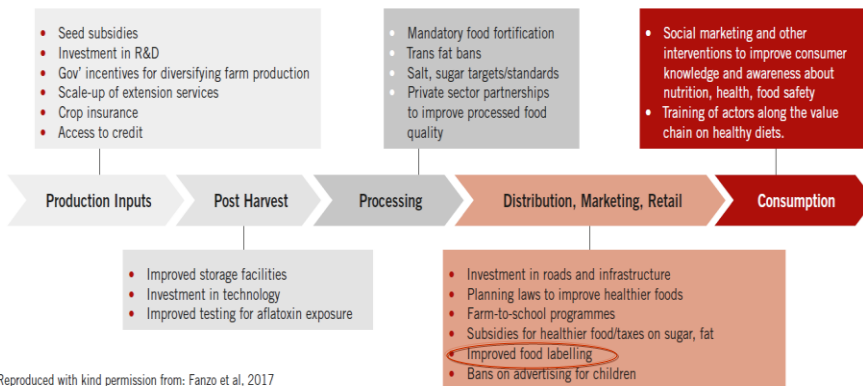 • Seed subsidies
• Investment in R&D
• Gov' incentives for diversifying farm production
• Scale-up of extension services
• Crop insurance
• Access to credit
• Mandatory food fortification
• Trans fat bans
• Salt, sugar targets/standards
• Private sector partnerships
to improve processed food
quality
• Social marketing and other
interventions to improve consumer
knowledge and awareness about
nutrition, health, food safety
• Training of actors along the value
chain on healthy diets.
Production Inputs
Post Harvest
Processing
Distribution, Marketing, Retail
Consumption
• Improved storage facilities
• Investment in technology
• Improved testing for aflatoxin exposure
• Investment in roads and infrastructure
• Planning laws to improve healthier foods
• Farm-to-school programmes
• Subsidies for healthier food/taxes on sugar, fat
• Improved food labelling
• Bans on advertising for children
Reproduced with kind permission from: Fanzo et al, 2017